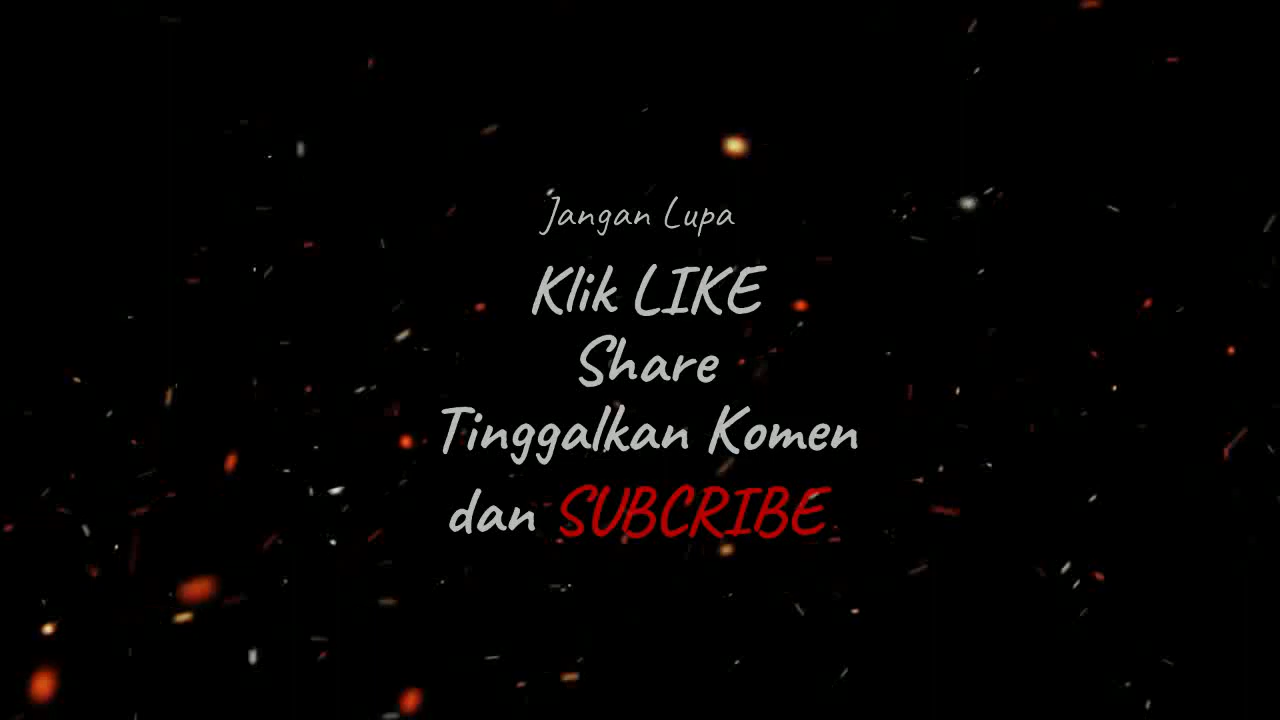 Jangan Lupa
Klik LIKE
Share
Tinggalkan Komen
dan SUBCRIBE